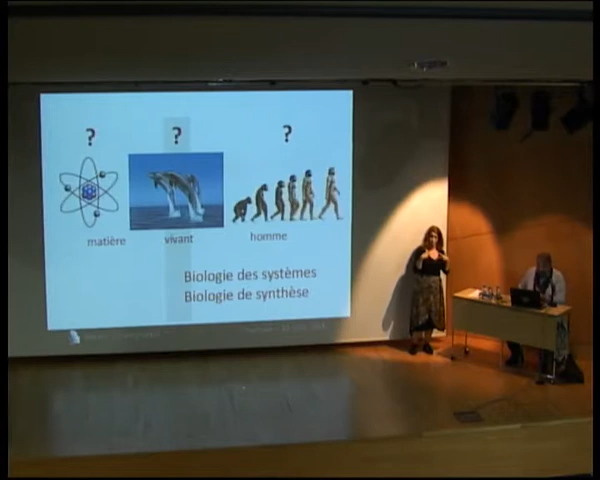 ? ? ?
matière vivant homme
Biologie des systèmes
Biologie de synthèse